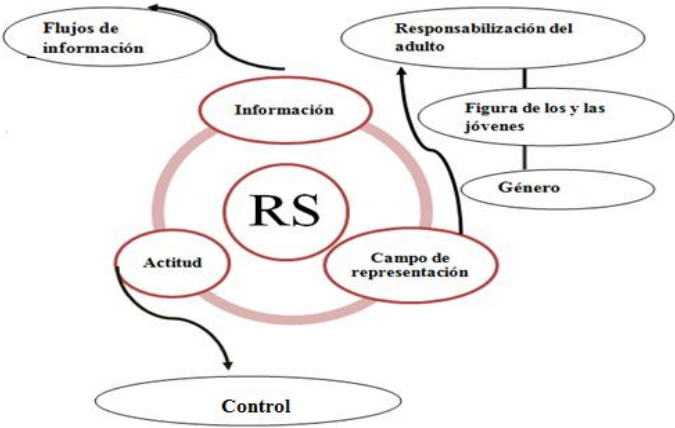 Flujos de
información
Responsabilización del
adulto
Información
Figura de los y las
jóvenes
Género
RS
Actitud
Campo de
representación
Control